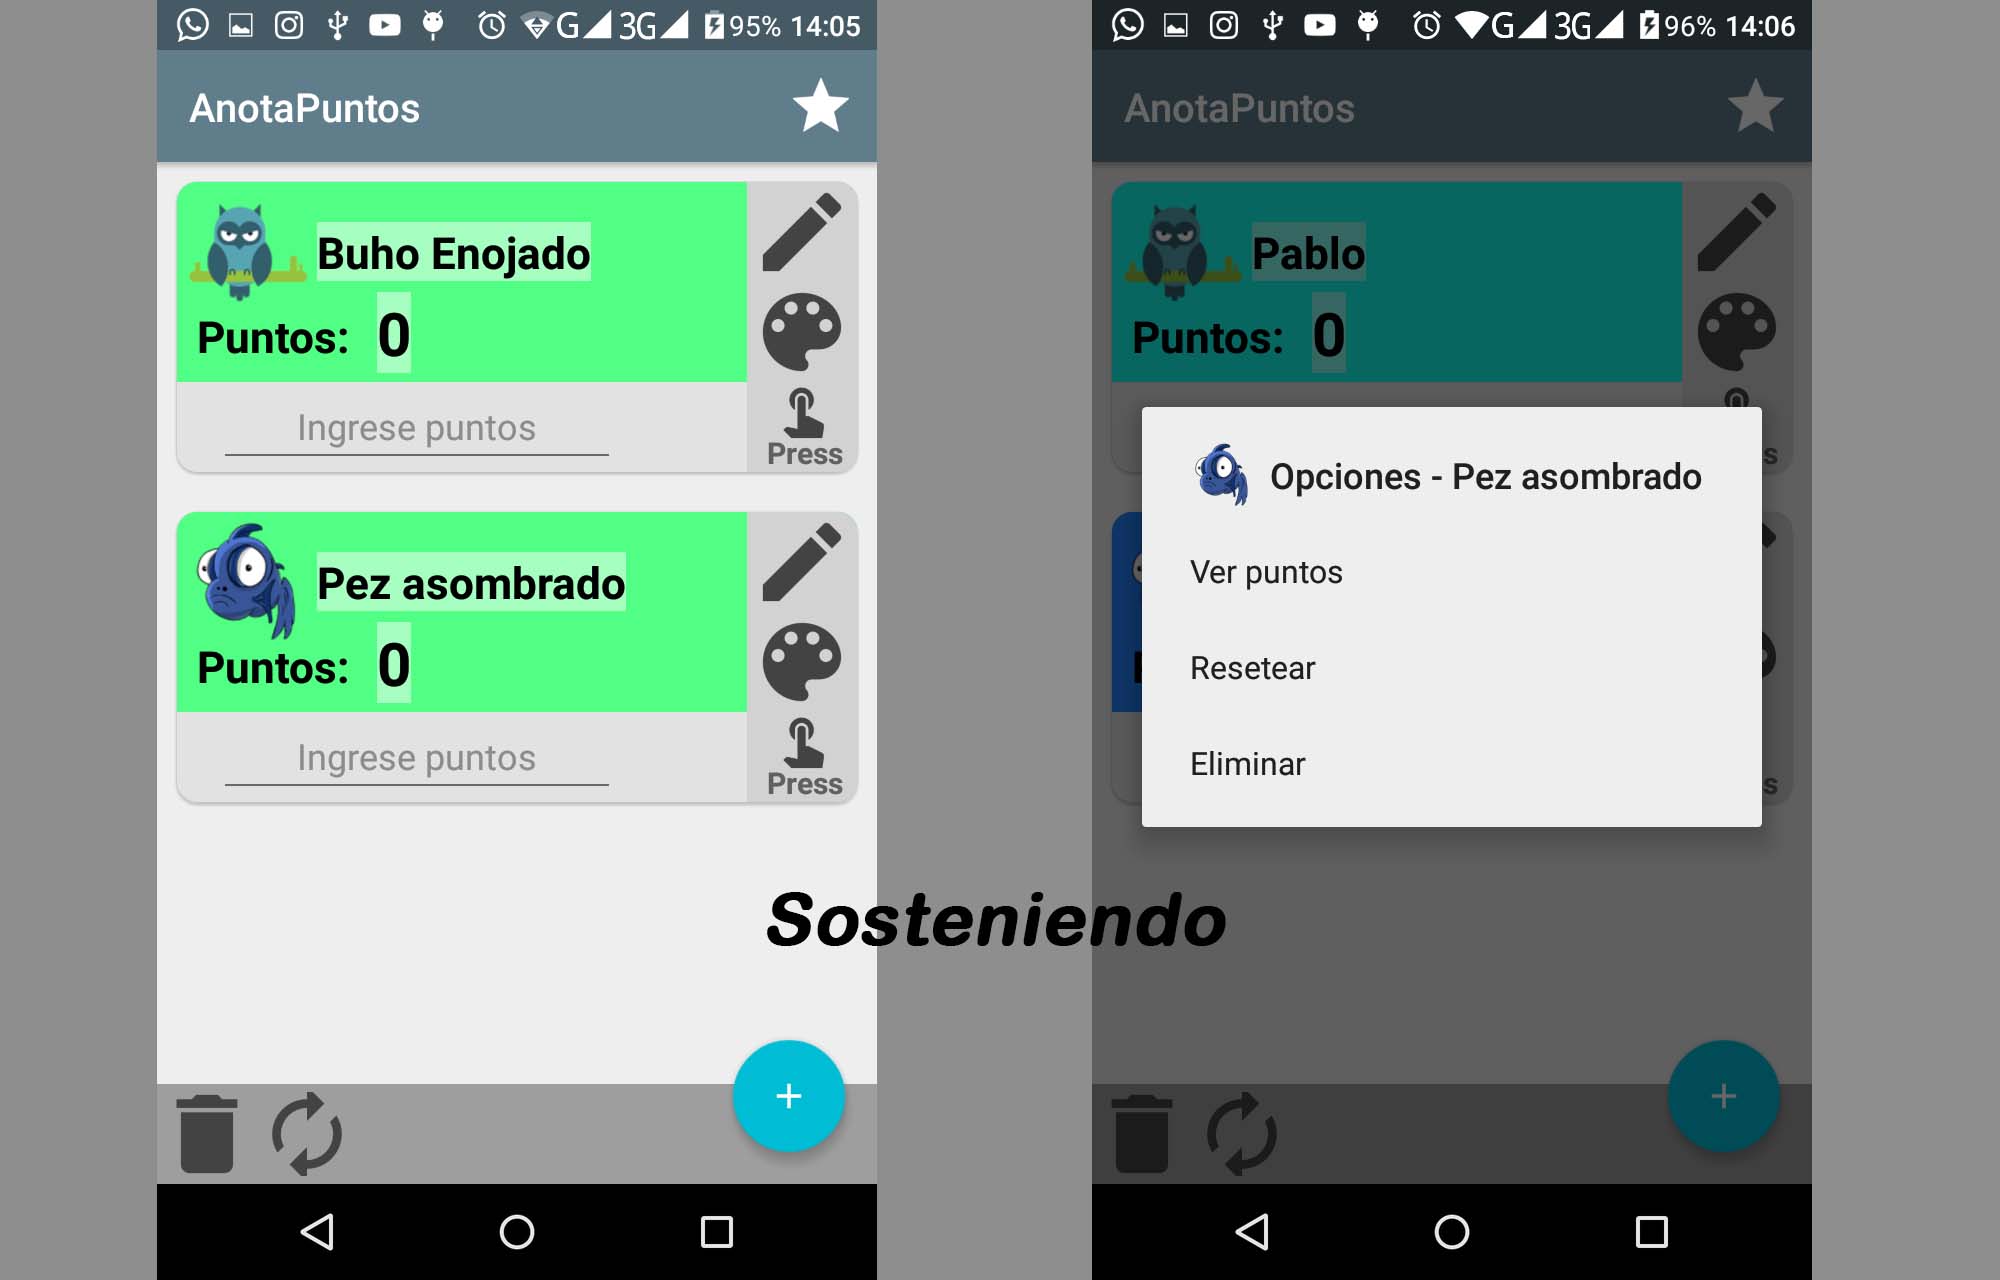 G 3G 95% 14:05
AnotaPuntos
Buho Enojado
Puntos: 0
Ingrese puntos
Press
Pez asombrado
Puntos: 0
Ingrese puntos
Press
+
Sosteniendo
G 3G 96% 14:06
AnotaPuntos
Pablo
Puntos: 0
s
Opciones - Pez asombrado
Ver puntos
Resetear
Eliminar
s
+